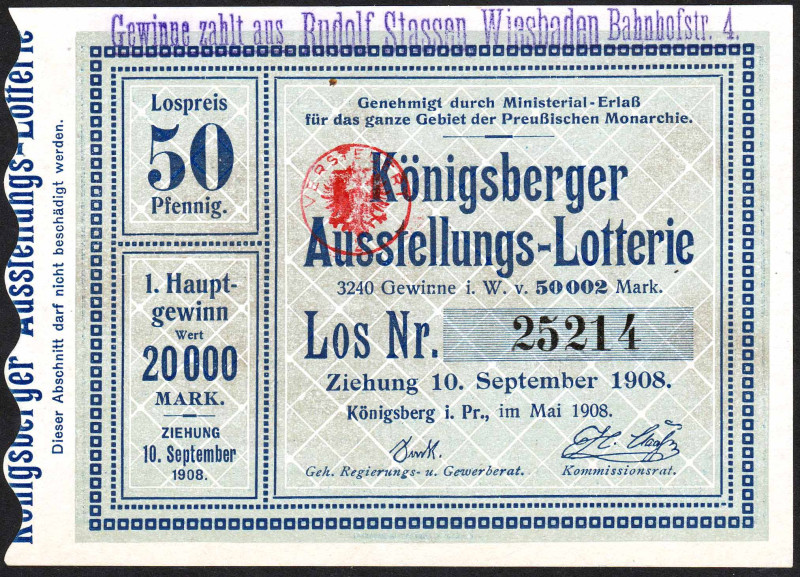 Gewinne zahlt aus Rudolf Stassen Wiesbaden Bahnhofstr. 4.
Königsberger Ausstellungs-Lotterie
Dieser Abschnitt darf nicht beschädigt werden.
Lospreis
50
Pfennig.
1. Haupt-
gewinn
Wert
20000
MARK.
ZIEHUNG
10. September
1908.
Genehmigt durch Ministerial-Erlaß
für das ganze Gebiet der Preußischen Monarchie.
VERSTEUERT
Königsberger
Ausstellungs-Lotterie
3240 Gewinne i. W. v. 50002 Mark.
Los Nr. 25214
Ziehung 10. September 1908.
Königsberg i. Pr., im Mai 1908.
Geh. Regierungs- u. Gewerberat.
Kommissionsrat.